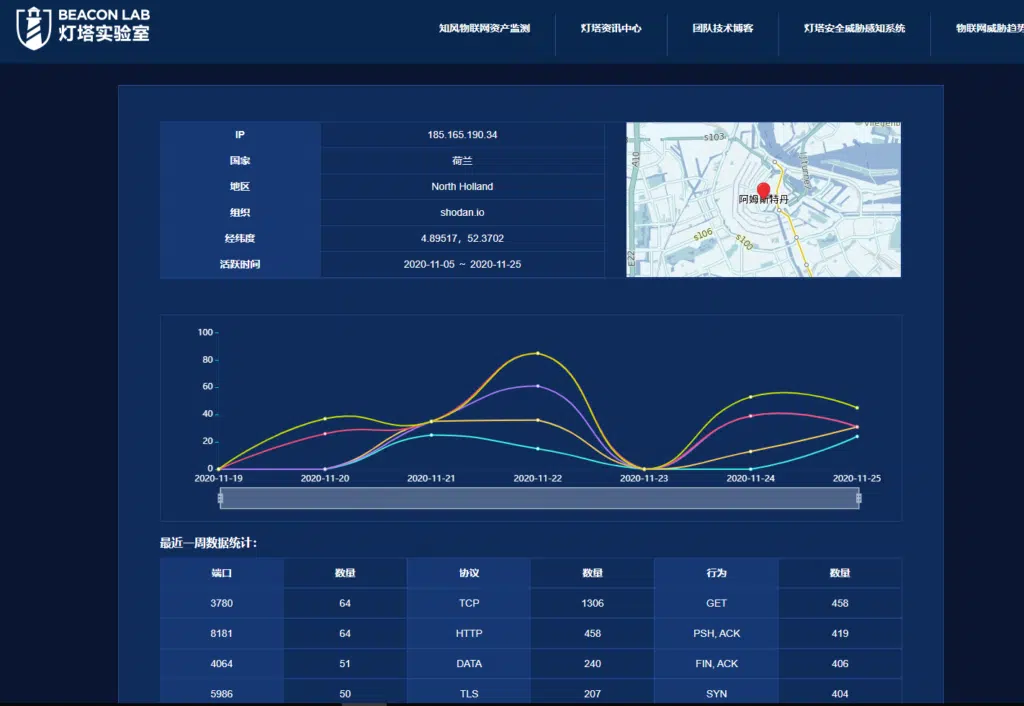 BEACON LAB
灯塔实验室
知风物联网资产监测 灯塔资讯中心 团队技术博客 灯塔安全威胁感知系统 物联网威胁趋势
IP 185.165.190.34
国家 荷兰
地区 North Holland
组织 shodan.io
经纬度 4.89517，52.3702
活跃时间 2020-11-05 ~ 2020-11-25
S103
A10
阿姆斯特丹
s106
s100
E22
100
80
60
40
20
0
2020-11-19 2020-11-20 2020-11-21 2020-11-22 2020-11-23 2020-11-24 2020-11-25
最近一周数据统计：
端口 数量 协议 数量 行为 数量
3780 64 TCP 1306 GET 458
8181 64 HTTP 458 PSH, ACK 419
4064 51 DATA 240 FIN, ACK 406
5986 50 TLS 207 SYN 404